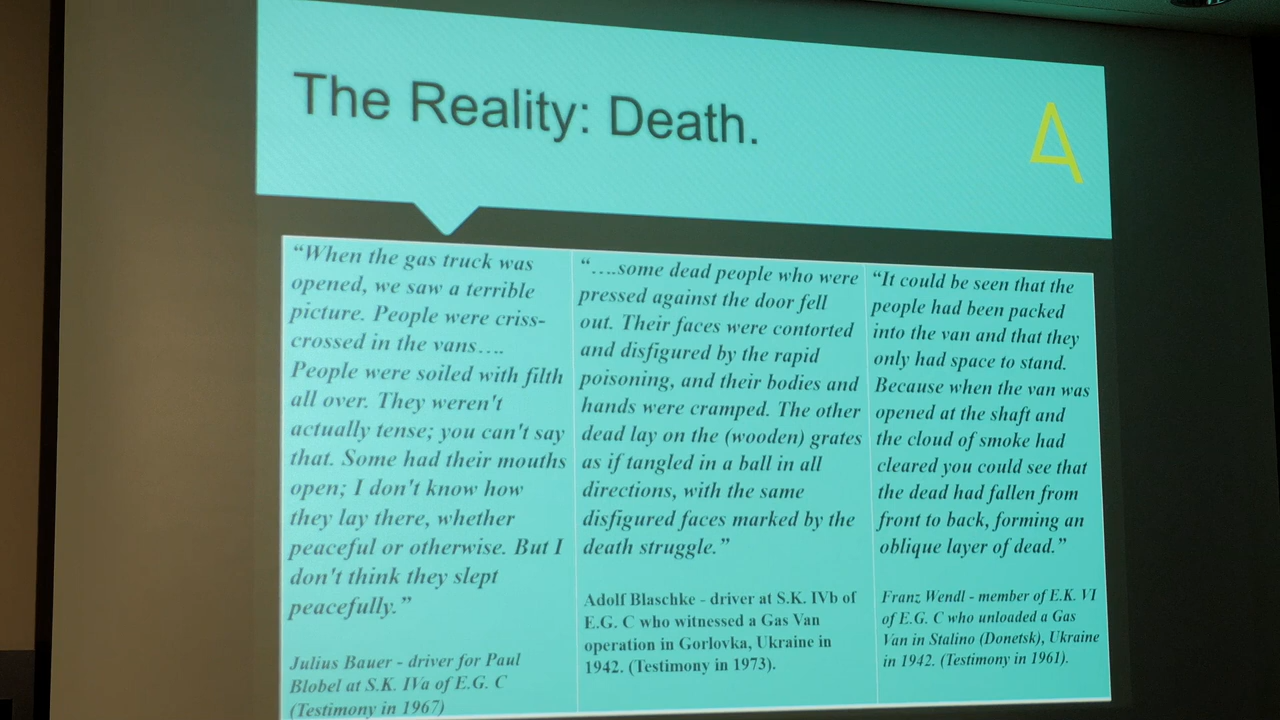 The Reality: Death.
“When the gas truck was
opened, we saw a terrible
picture. People were criss-
crossed in the vans….
People were soiled with filth
all over. They weren't
actually tense; you can't say
that. Some had their mouths
open; I don't know how
they lay there, whether
peaceful or otherwise. But I
don't think they slept
peacefully.”
Julius Bauer - driver for Paul
Blobel at S.K. IVa of E.G. C
(Testimony in 1967)
“….some dead people who were
pressed against the door fell
out. Their faces were contorted
and disfigured by the rapid
poisoning, and their bodies and
hands were cramped. The other
dead lay on the (wooden) grates
as if tangled in a ball in all
directions, with the same
disfigured faces marked by the
death struggle.”
Adolf Blaschke - driver at S.K. IVb of
E.G. C who witnessed a Gas Van
operation in Gorlovka, Ukraine in
1942. (Testimony in 1973).
“It could be seen that the
people had been packed
into the van and that they
only had space to stand.
Because when the van was
opened at the shaft and
the cloud of smoke had
cleared you could see that
the dead had fallen from
front to back, forming an
oblique layer of dead.”
Franz Wendl - member of E.K. VI
of E.G. C who unloaded a Gas
Van in Stalino (Donetsk), Ukraine
in 1942. (Testimony in 1961).